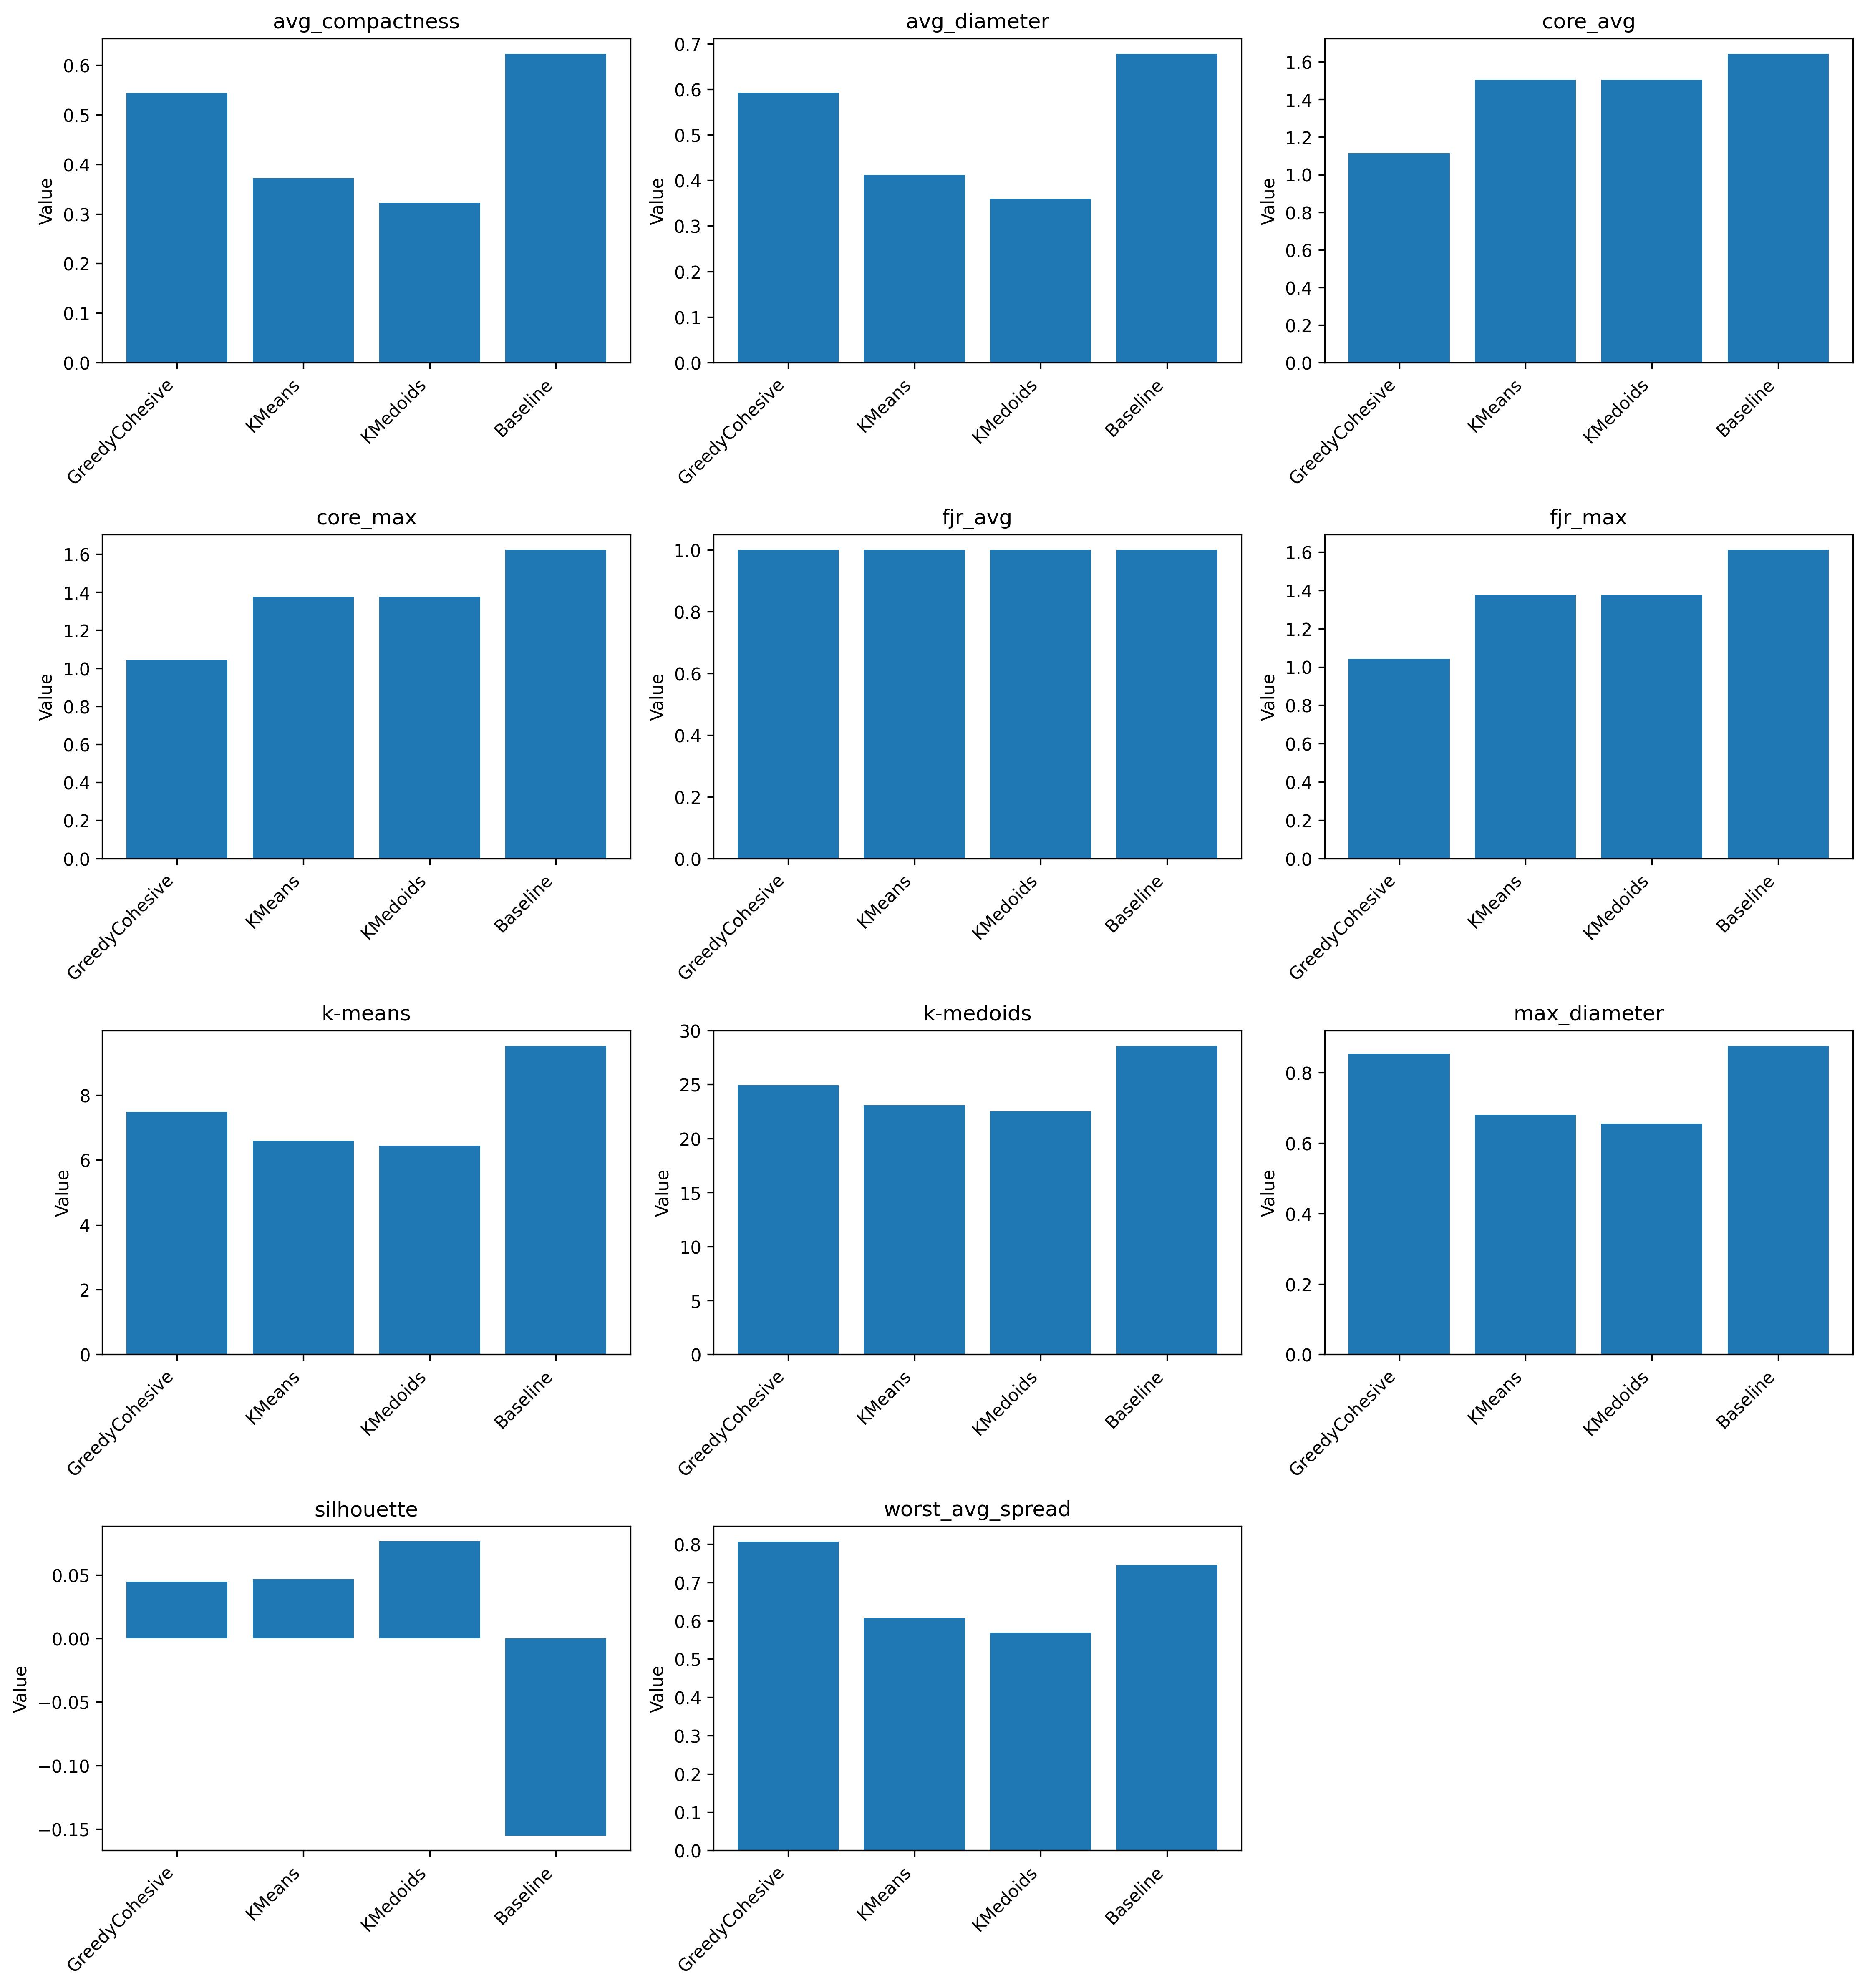 avg_compactness
avg_diameter
core_avg
Value
0.6
0.5
0.4
0.3
0.2
0.1
0.0
GreedyCohesive
KMeans
KMedoids
Baseline
Value
0.7
0.6
0.5
0.4
0.3
0.2
0.1
0.0
GreedyCohesive
KMeans
KMedoids
Baseline
Value
1.6
1.4
1.2
1.0
0.8
0.6
0.4
0.2
0.0
GreedyCohesive
KMeans
KMedoids
Baseline
core_max
fjr_avg
fjr_max
Value
1.6
1.4
1.2
1.0
0.8
0.6
0.4
0.2
0.0
GreedyCohesive
KMeans
KMedoids
Baseline
Value
1.0
0.8
0.6
0.4
0.2
0.0
GreedyCohesive
KMeans
KMedoids
Baseline
Value
1.6
1.4
1.2
1.0
0.8
0.6
0.4
0.2
0.0
GreedyCohesive
KMeans
KMedoids
Baseline
k-means
k-medoids
max_diameter
Value
8
6
4
2
0
GreedyCohesive
KMeans
KMedoids
Baseline
Value
30
25
20
15
10
5
0
GreedyCohesive
KMeans
KMedoids
Baseline
Value
0.8
0.6
0.4
0.2
0.0
GreedyCohesive
KMeans
KMedoids
Baseline
silhouette
worst_avg_spread
Value
0.05
0.00
−0.05
−0.10
−0.15
GreedyCohesive
KMeans
KMedoids
Baseline
Value
0.8
0.7
0.6
0.5
0.4
0.3
0.2
0.1
0.0
GreedyCohesive
KMeans
KMedoids
Baseline